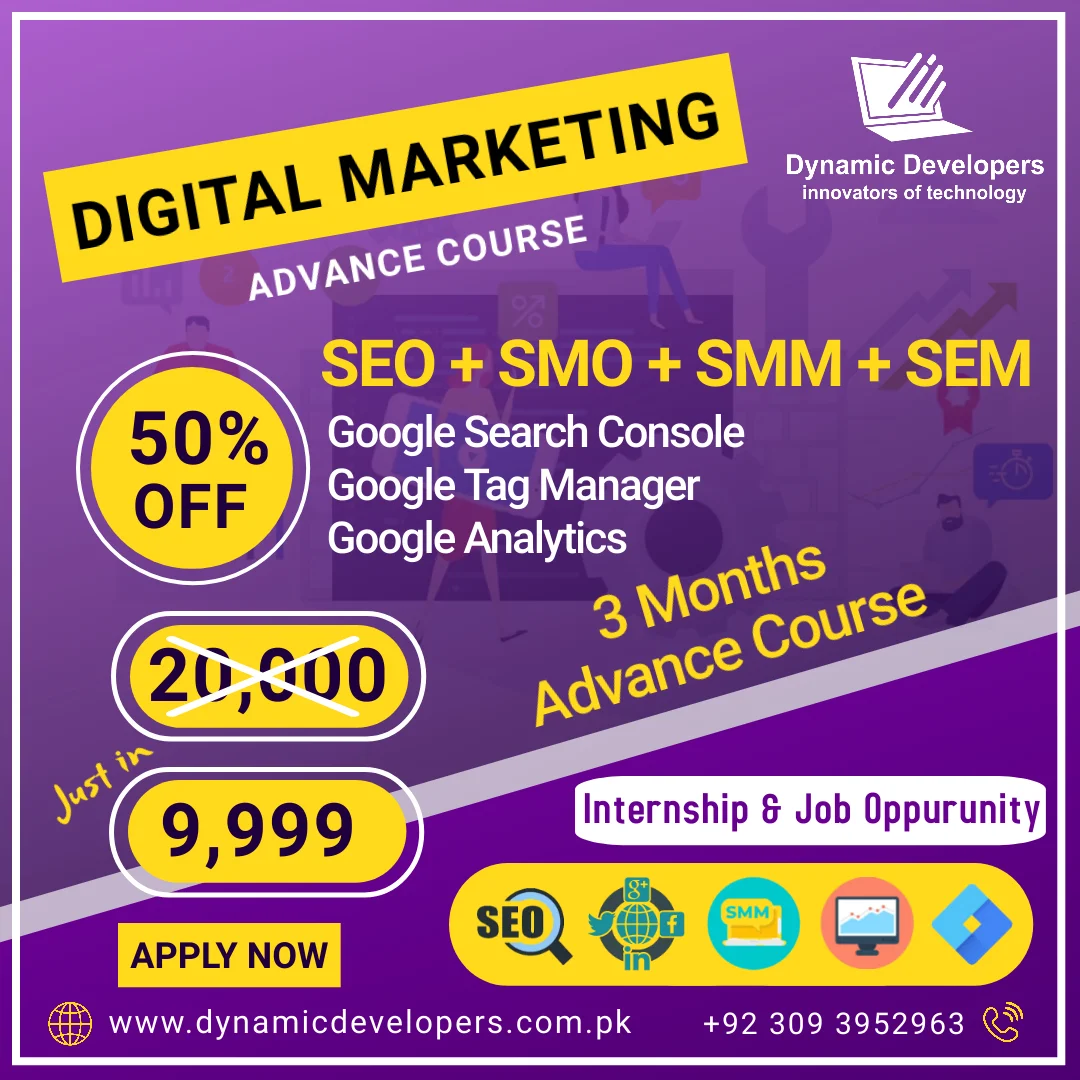 Dynamic Developers
innovators of technology
DIGITAL MARKETING
ADVANCE COURSE
SEO + SMO + SMM + SEM
Google Search Console
Google Tag Manager
Google Analytics
50%
OFF
3 Months
Advance Course
20,000
Just in
9,999
Internship & Job Oppurunity
SEO
g+
f
in
SMM
APPLY NOW
www.dynamicdevelopers.com.pk
+92 309 3952963